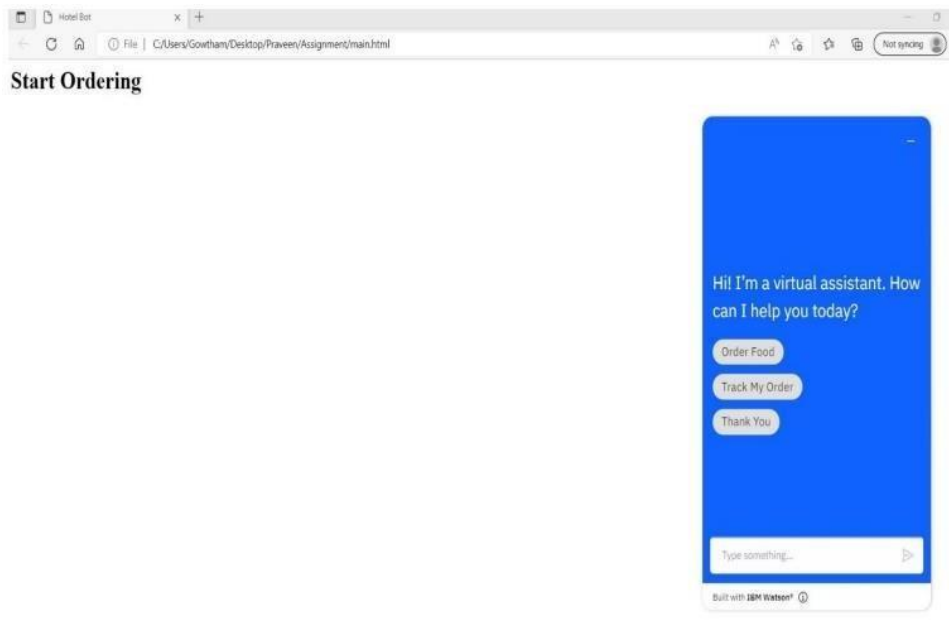 Hotel Bot
File | C:/Users/Gowtham/Desktop/Praveen/Assignment/main.html
Not syncing
Start Ordering
Hi! I'm a virtual assistant. How
can I help you today?
Order Food
Track My Order
Thank You
Type something...
Built with IBM Watson®